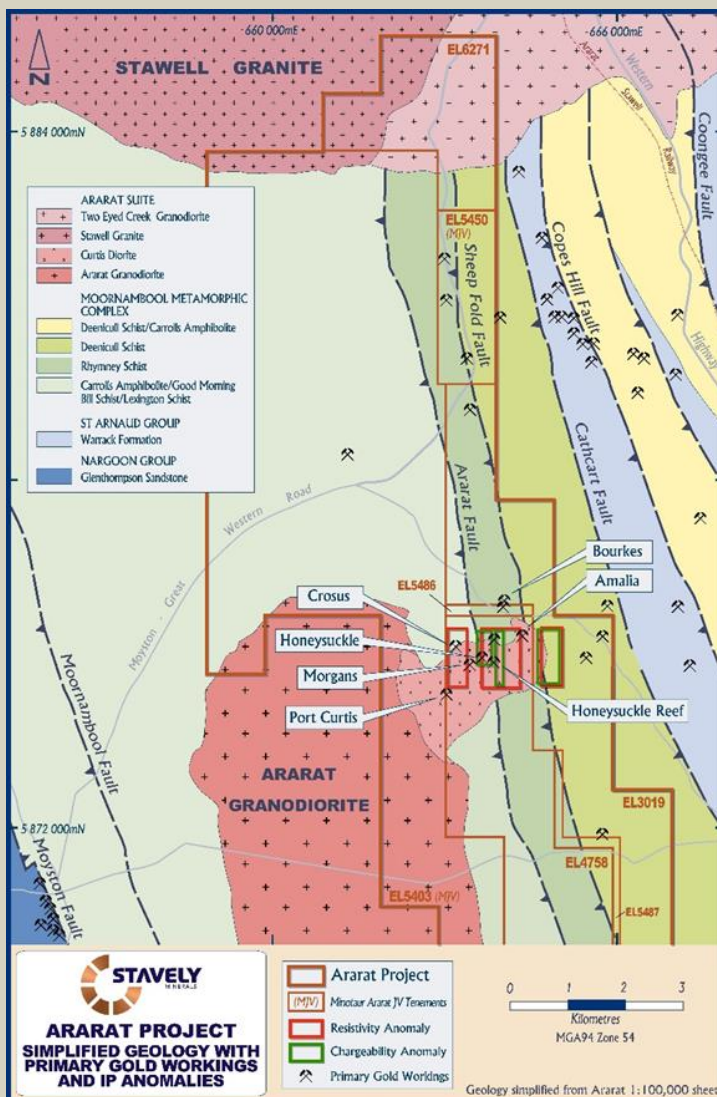 660 000mE
666 000mE
N
STAWELL GRANITE
EL6271
Western
Ararat
Stawell
Railway
Coongee Fault
5 884 000mN
ARARAT SUITE
Two Eyed Creek Granodiorite
Stawell Granite
Curtis Diorite
Ararat Granodiorite
MOORNAMBOOL METAMORPHIC
COMPLEX
Deenicull Schist/Carrolls Amphibolite
Deenicull Schist
Rhymney Schist
Carrolls Amphibolite/Good Morning
Bill Schist/Lexington Schist
ST ARNAUD GROUP
Warrack Formation
NARGOON GROUP
Glenthompson Sandstone
EL5450
(MJV)
Sheep Fold Fault
Copes Hill Fault
Highway
Cathcart Fault
Ararat Fault
Moyston - Great Western Road
Bourkes
Amalia
EL5486
Crosus
Honeysuckle
Morgans
Port Curtis
Honeysuckle Reef
Moornambool Fault
ARARAT
GRANODIORITE
EL3019
5 872 000mN
Moyston Fault
EL5403 (MJV)
EL4758
EL5487
STAVELY
MINERALS
ARARAT PROJECT
SIMPLIFIED GEOLOGY WITH
PRIMARY GOLD WORKINGS
AND IP ANOMALIES
Ararat Project
(MJV) Minotaur Ararat JV Tenements
Resistivity Anomaly
Chargeability Anomaly
Primary Gold Workings
0 1 2 3
Kilometres
MGA94 Zone 54
Geology simplified from Ararat 1:100,000 sheet